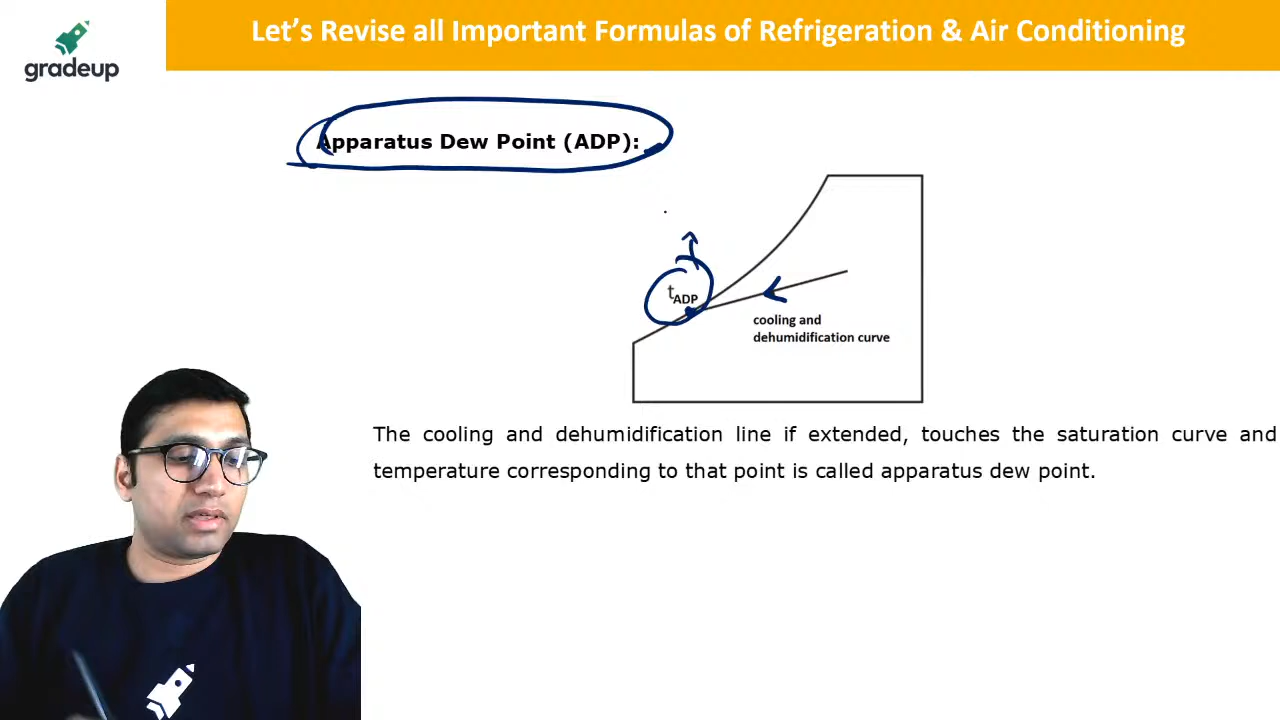 Let's Revise all Important Formulas of Refrigeration & Air Conditioning
gradeup
Apparatus Dew Point (ADP):
tADP
cooling and
dehumidification curve
The cooling and dehumidification line if extended, touches the saturation curve and
temperature corresponding to that point is called apparatus dew point.